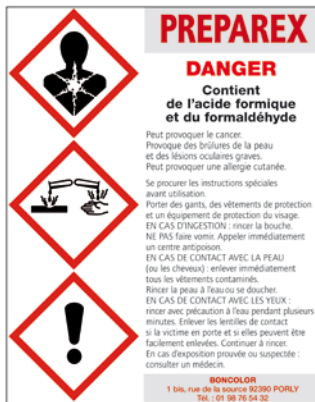 PREPAREX
DANGER
Contient
de l'acide formique
et du formaldéhyde
Peut provoquer le cancer.
Provoque des brûlures de la peau
et des lésions oculaires graves.
Peut provoquer une allergie cutanée.
Se procurer les instructions spéciales
avant utilisation.
Porter des gants, des vêtements de protection
et un équipement de protection du visage.
EN CAS D'INGESTION : rincer la bouche.
NE PAS faire vomir. Appeler immédiatement
un centre antipoison.
EN CAS DE CONTACT AVEC LA PEAU
(ou les cheveux) : enlever immédiatement
tous les vêtements contaminés.
Rincer la peau à l'eau ou se doucher.
EN CAS DE CONTACT AVEC LES YEUX :
rincer avec précaution à l'eau pendant plusieurs
minutes. Enlever les lentilles de contact
si la victime en porte et si elles peuvent être
facilement enlevées. Continuer à rincer.
En cas d'exposition prouvée ou suspectée :
consulter un médecin.
BONCOLOR
1 bis, rue de la source 92390 PORLY
Tél. : 01 98 76 54 32